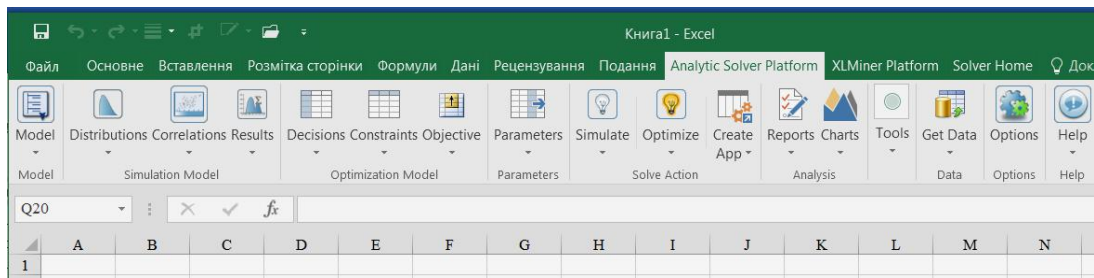 Книга1 - Excel
Файл Основне Вставлення Розмітка сторінки Формули Дані Рецензування Подання Analytic Solver Platform XLMiner Platform Solver Home Док
Model Distributions Correlations Results Decisions Constraints Objective Parameters Simulate Optimize Create App Reports Charts Tools Get Data Options Help
Model Simulation Model Optimization Model Parameters Solve Action Analysis Data Options Help
Q20 fx
A B C D E F G H I J K L M N
1